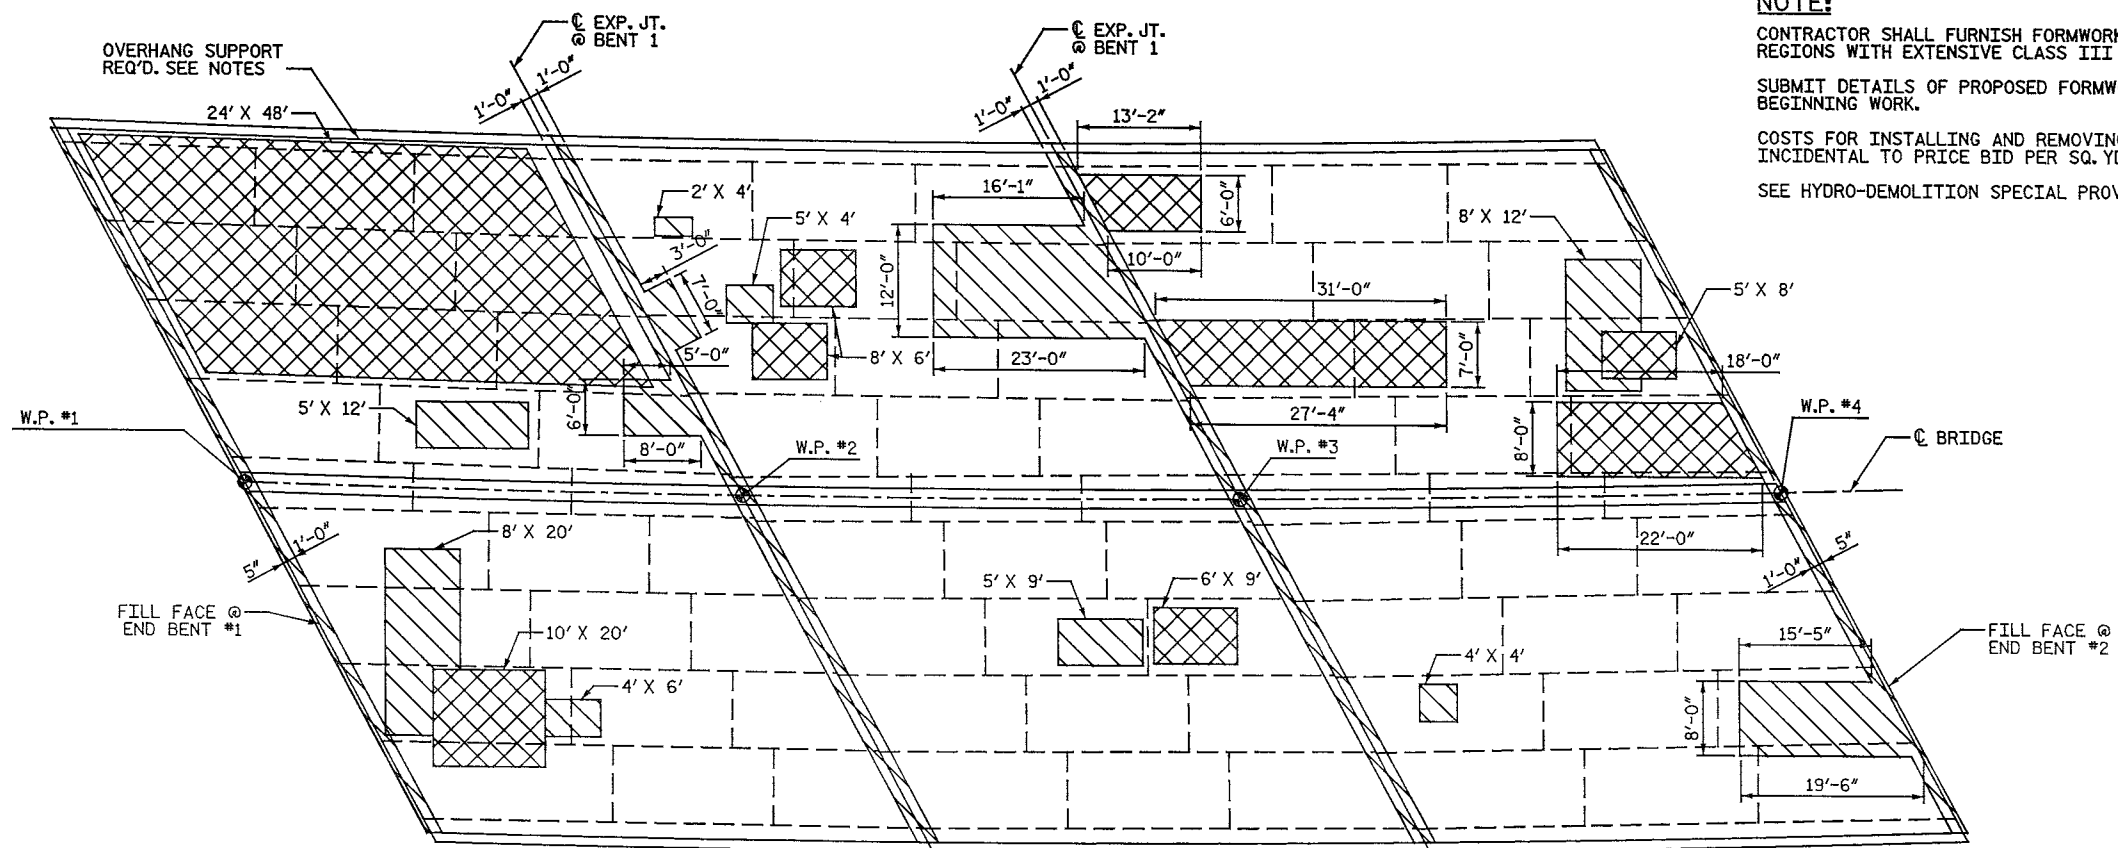 ℄ EXP. JT.
@ BENT 1
℄ EXP. JT.
@ BENT 1
NOTE:
CONTRACTOR SHALL FURNISH FORMWORK
REGIONS WITH EXTENSIVE CLASS III
SUBMIT DETAILS OF PROPOSED FORMW
BEGINNING WORK.
COSTS FOR INSTALLING AND REMOVING
INCIDENTAL TO PRICE BID PER SQ. YD
SEE HYDRO-DEMOLITION SPECIAL PROV
OVERHANG SUPPORT
REQ'D. SEE NOTES
24' X 48'
1'-0"
1'-0"
1'-0"
1'-0"
13'-2"
16'-1"
6'-0"
10'-0"
2' X 4'
5' X 4'
3'-0"
7'-0"
12'-0"
31'-0"
8' X 12'
5' X 8'
5'-0"
8' X 6'
23'-0"
7'-0"
18'-0"
5' X 12'
6'-0"
8'-0"
27'-4"
8'-0"
W.P. #1
W.P. #2
W.P. #3
W.P. #4
℄ BRIDGE
22'-0"
5"
1'-0"
8' X 20'
5' X 9'
6' X 9'
1'-0"
5"
FILL FACE @
END BENT #1
10' X 20'
4' X 6'
4' X 4'
15'-5"
8'-0"
19'-6"
FILL FACE @
END BENT #2